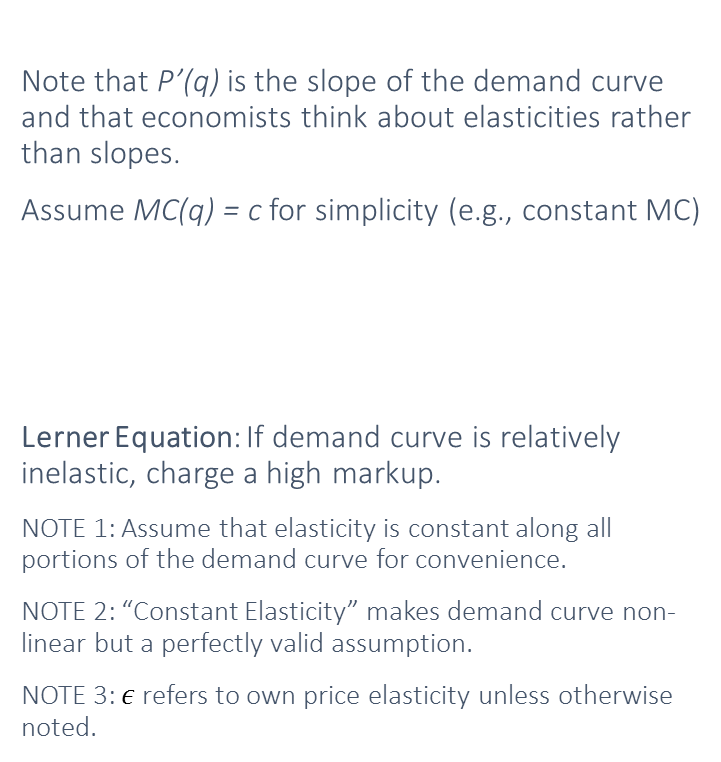 Note that P’(q) is the slope of the demand curve
and that economists think about elasticities rather
than slopes.
Assume MC(q) = c for simplicity (e.g., constant MC)
Lerner Equation: If demand curve is relatively
inelastic, charge a high markup.
NOTE 1: Assume that elasticity is constant along all
portions of the demand curve for convenience.
NOTE 2: “Constant Elasticity” makes demand curve non-
linear but a perfectly valid assumption.
NOTE 3: ϵ refers to own price elasticity unless otherwise
noted.